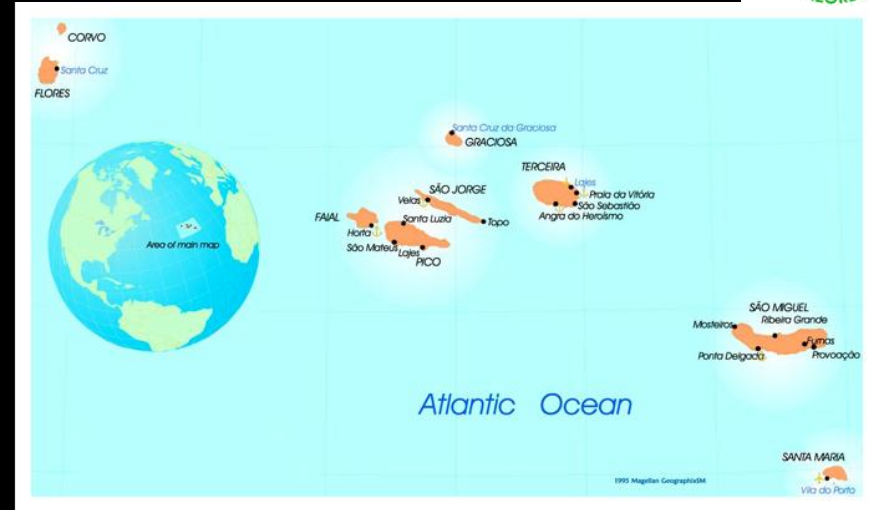 CORVO
Santa Cruz
FLORES
Santa Cruz da Graciosa
GRACIOSA
TERCEIRA
Lajes
Praia da Vitória
São Sebastião
Angra do Heroísmo
SÃO JORGE
Velas
Topo
FAIAL
Horta
Santa Luzia
São Mateus
Lajes
PICO
Area of main map
SÃO MIGUEL
Ribeira Grande
Mosteiros
Furnas
Ponta Delgada
Provoação
Atlantic Ocean
SANTA MARIA
Vila do Porto
1995 Magellan GeographixSM